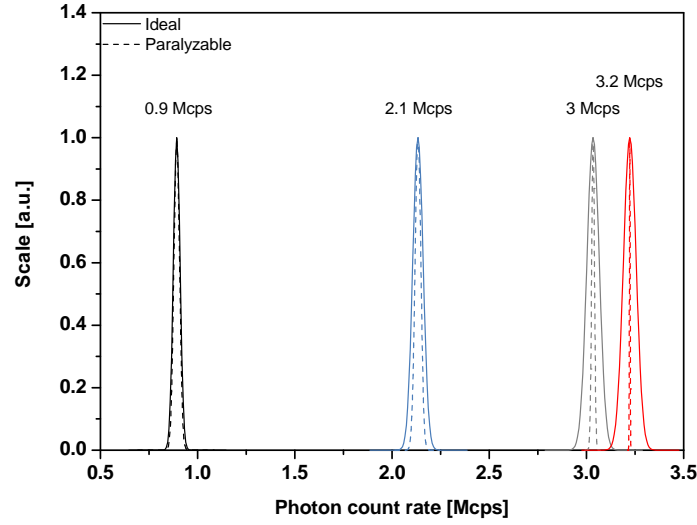 1.4
Ideal
Paralyzable
1.2
3.2 Mcps
0.9 Mcps
2.1 Mcps
3 Mcps
1.0
0.8
Scale [a.u.]
0.6
0.4
0.2
0.0
0.5
1.0
1.5
2.0
2.5
3.0
3.5
Photon count rate [Mcps]